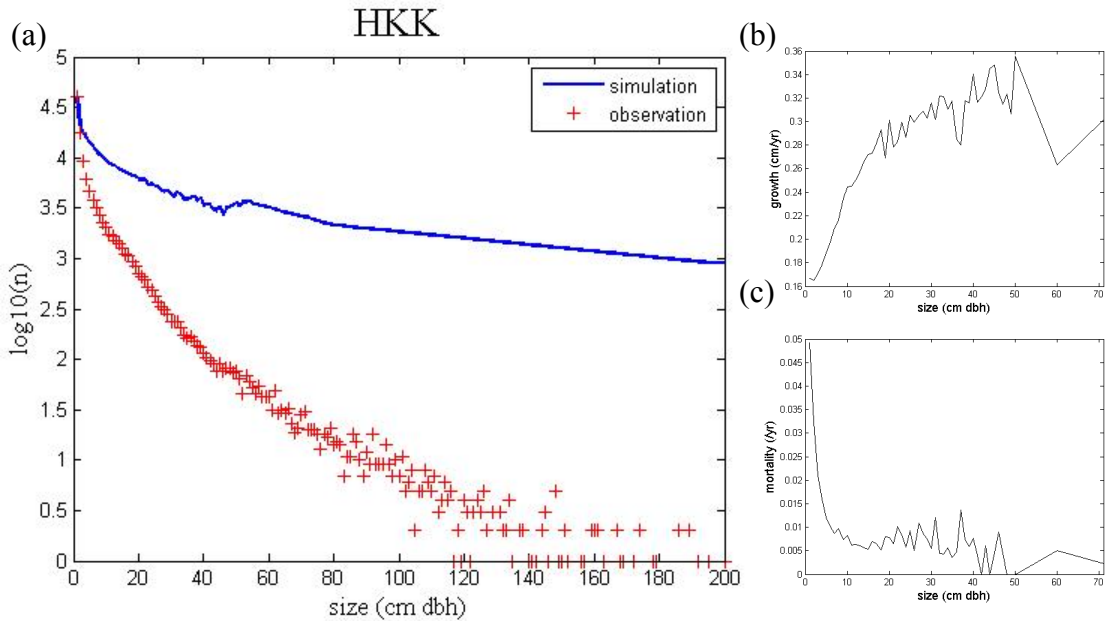 (a)
HKK
5
4.5
4
3.5
3
2.5
2
1.5
1
0.5
0
log10(n)
simulation
observation
0 20 40 60 80 100 120 140 160 180 200
size (cm dbh)
(b)
0.36
0.34
0.32
0.3
0.28
0.26
0.24
0.22
0.2
0.18
0.16
growth (cm/yr)
0 10 20 30 40 50 60 70
size (cm dbh)
(c)
0.05
0.045
0.04
0.035
0.03
0.025
0.02
0.015
0.01
0.005
0
mortality (/yr)
0 10 20 30 40 50 60 70
size (cm dbh)